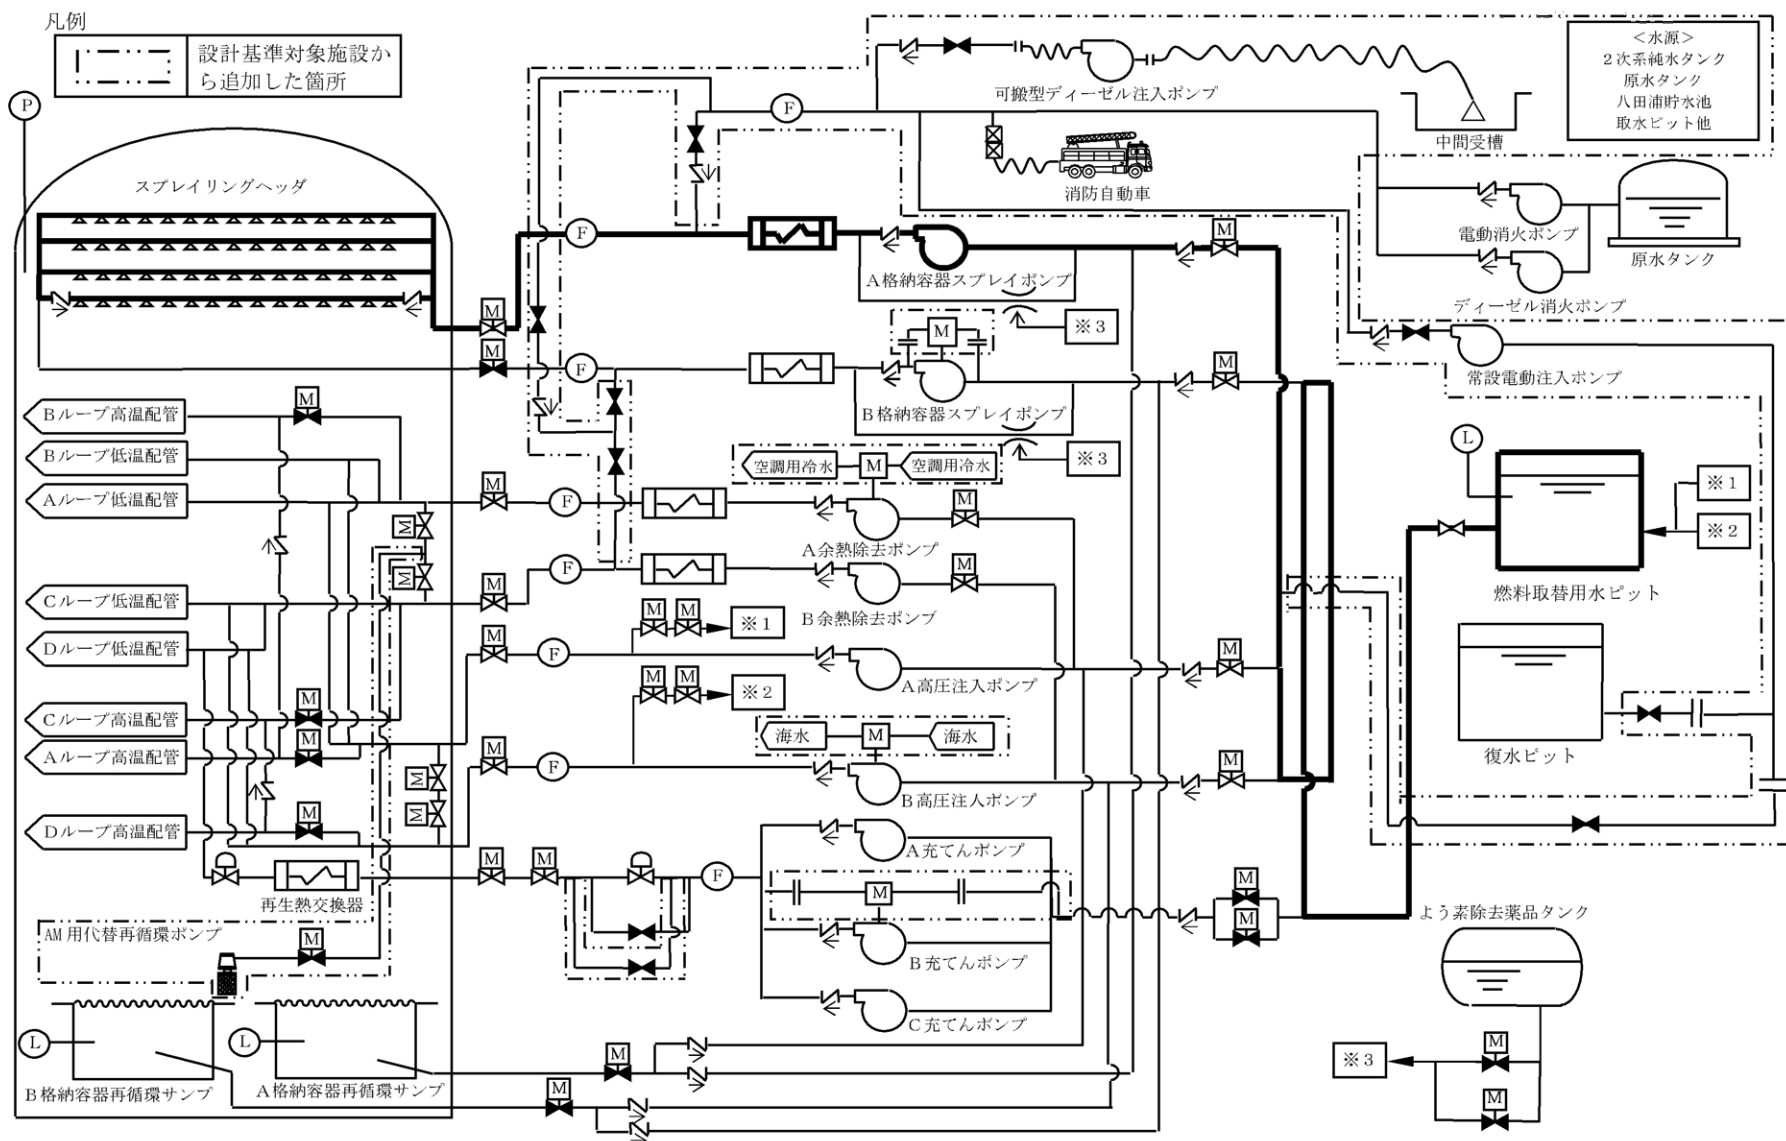 凡例
設計基準対象施設か
ら追加した箇所
P
スプレイリングヘッダ
可搬型ディーゼル注入ポンプ
<水源>
2次系純水タンク
原水タンク
八田浦貯水池
取水ピット他
中間受槽
F
消防自動車
電動消火ポンプ
原水タンク
ディーゼル消火ポンプ
F
M
A格納容器スプレイポンプ
※3
M
M
F
M
M
常設電動注入ポンプ
B格納容器スプレイポンプ
※3
Bループ高温配管
M
Bループ低温配管
空調用冷水
M
空調用冷水
L
※1
※2
Aループ低温配管
M
F
M
M
A余熱除去ポンプ
M
F
M
Cループ低温配管
M
B余熱除去ポンプ
燃料取替用水ピット
M
M
※1
Dループ低温配管
M
F
M
A高圧注入ポンプ
M
M
※2
Cループ高温配管
M
海水
M
海水
Aループ高温配管
M
M
F
M
復水ピット
M
M
B高圧注入ポンプ
Dループ高温配管
M
A充てんポンプ
M
M
F
再生熱交換器
M
M
M
よう素除去薬品タンク
AM用代替再循環ポンプ
M
B充てんポンプ
C充てんポンプ
L
L
M
B格納容器再循環サンプ
A格納容器再循環サンプ
M
※3
M
M